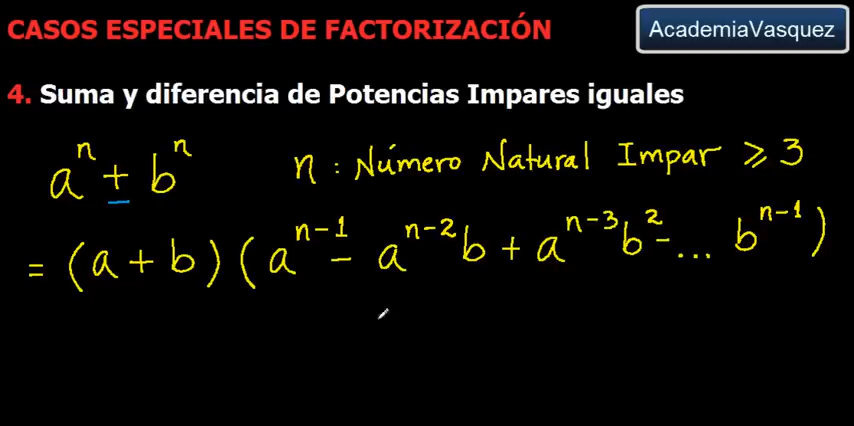 CASOS ESPECIALES DE FACTORIZACIÓN
AcademiaVasquez
4. Suma y diferencia de Potencias Impares iguales
aⁿ ± bⁿ n : Número Natural Impar ⩾ 3
= (a + b) (aⁿ⁻¹ - aⁿ⁻²b + aⁿ⁻³b² - ... bⁿ⁻¹)